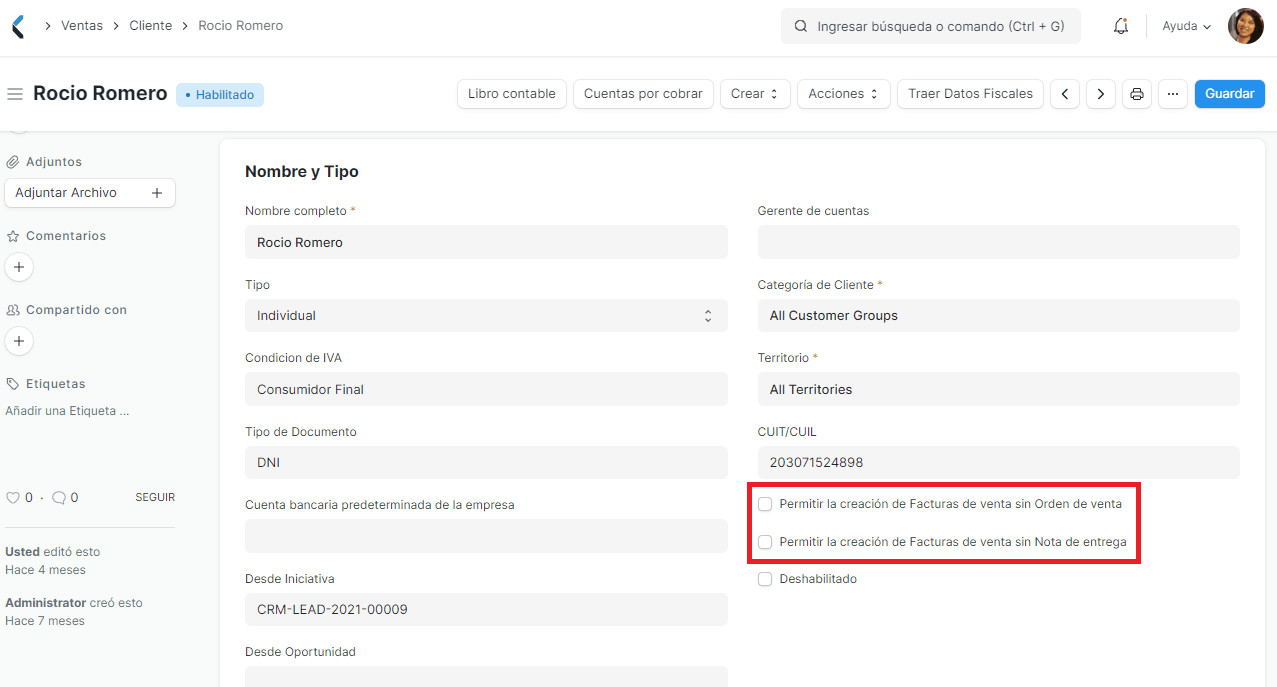 Ventas
Cliente
Rocio Romero
Ingresar búsqueda o comando (Ctrl + G)
Ayuda
Rocio Romero
• Habilitado
Libro contable
Cuentas por cobrar
Crear
Acciones
Traer Datos Fiscales
...
Guardar
Adjuntos
Adjuntar Archivo +
Comentarios
+
Compartido con
+
Etiquetas
Añadir una Etiqueta ...
0 · 0 SEGUIR
Usted editó esto
Hace 4 meses
Administrator creó esto
Hace 7 meses
Nombre y Tipo
Nombre completo *
Rocio Romero
Tipo
Individual
Condicion de IVA
Consumidor Final
Tipo de Documento
DNI
Cuenta bancaria predeterminada de la empresa
Desde Iniciativa
CRM-LEAD-2021-00009
Desde Oportunidad
Gerente de cuentas
Categoría de Cliente *
All Customer Groups
Territorio *
All Territories
CUIT/CUIL
203071524898
Permitir la creación de Facturas de venta sin Orden de venta
Permitir la creación de Facturas de venta sin Nota de entrega
Deshabilitado